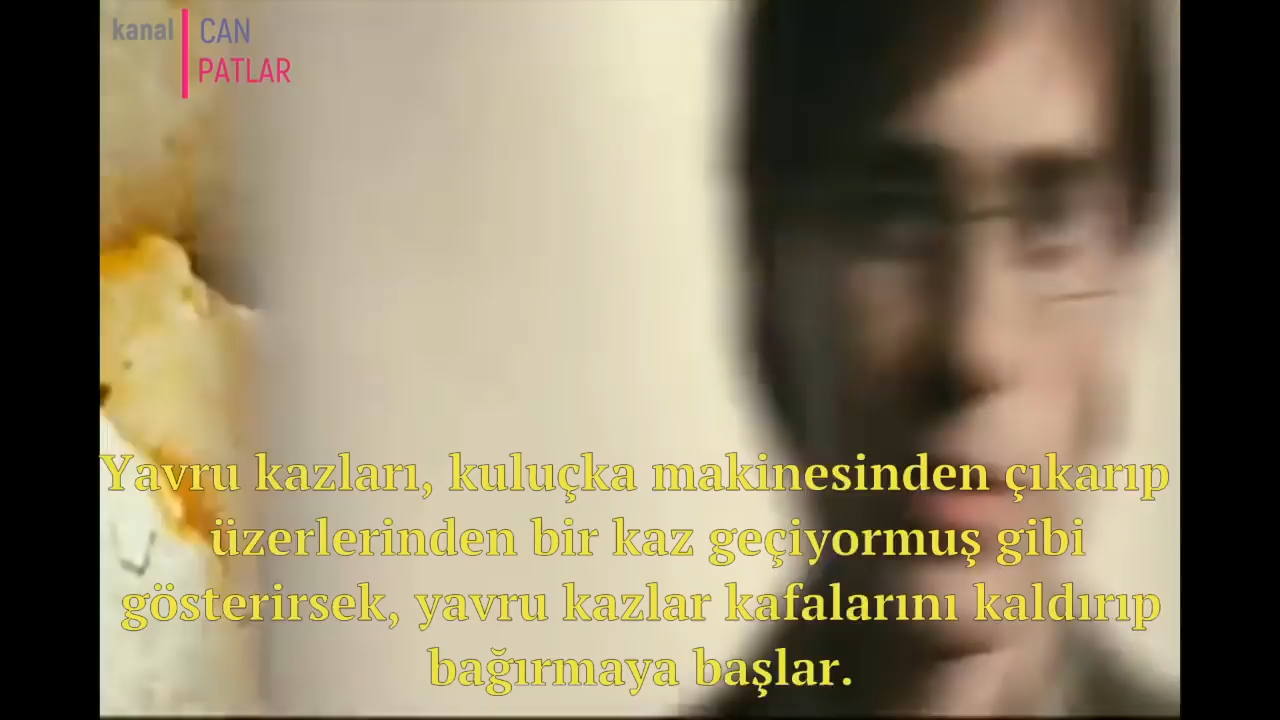 kanal CAN
PATLAR
Yavru kazları, kuluçka makinesinden çıkarıp
üzerlerinden bir kaz geçiyormuş gibi
gösterirsek, yavru kazlar kafalarını kaldırıp
bağırmaya başlar.